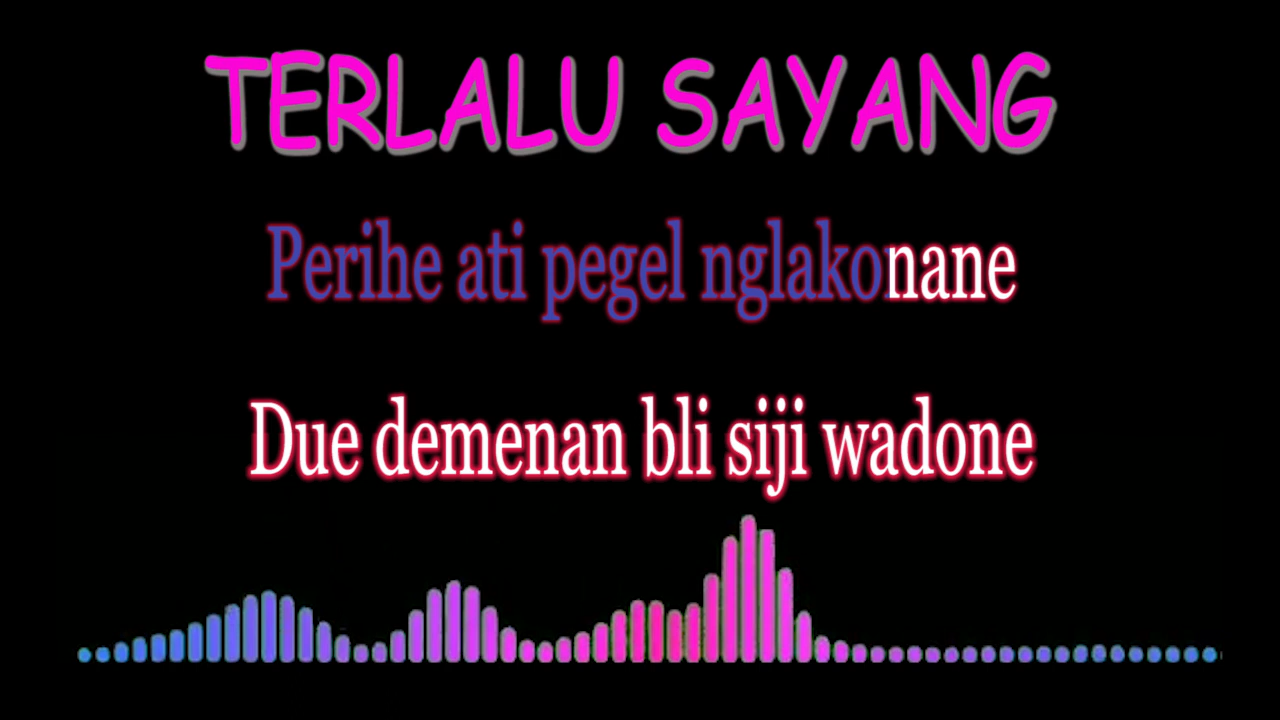 TERLALU SAYANG
Perihe ati pegel nglakonane
Due demenan bli siji wadone